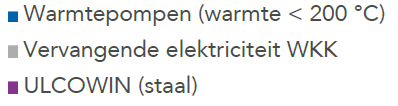 Warmtepompen (warmte < 200 °C)
Vervangende elektriciteit WKK
ULCOWIN (staal)